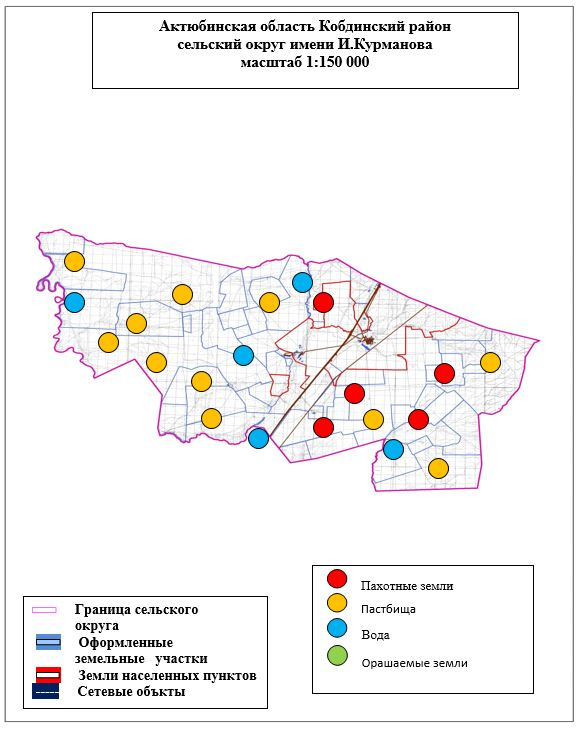 Актюбинская область Кобдинский район
сельский округ имени И.Курманова
масштаб 1:150 000
Граница сельского
округа
Оформленные
земельные участки
Земли населенных пунктов
Сетевые объкты
Пахотные земли
Пастбища
Вода
Орашаемые земли